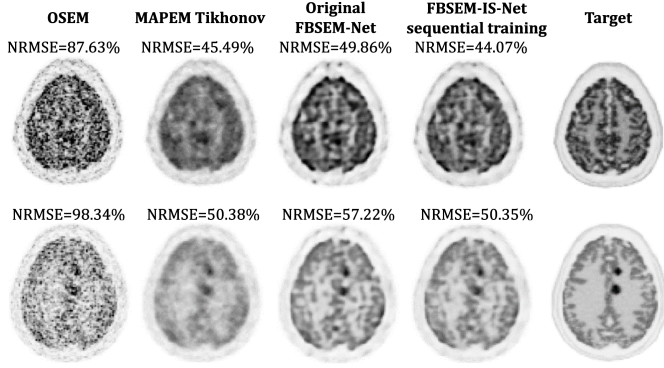 OSEM
MAPEM Tikhonov
Original
FBSEM-Net
FBSEM-IS-Net
sequential training
Target
NRMSE=87.63%
NRMSE=45.49%
NRMSE=49.86%
NRMSE=44.07%
NRMSE=98.34%
NRMSE=50.38%
NRMSE=57.22%
NRMSE=50.35%